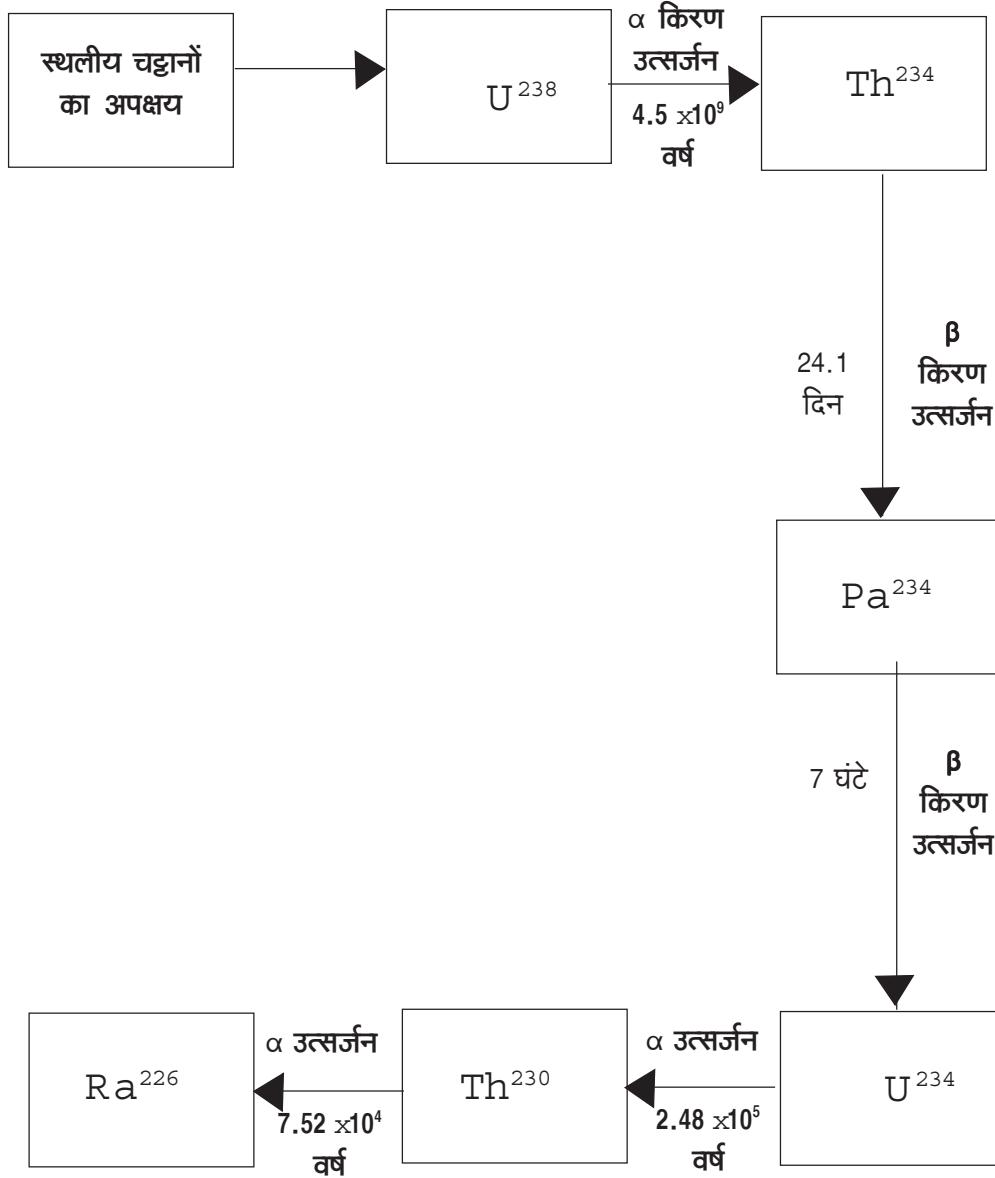 स्थलीय चट्टानों
का अपक्षय
U²³⁸
α किरण
उत्सर्जन
4.5 x10⁹
वर्ष
Th²³⁴
24.1
दिन
β
किरण
उत्सर्जन
Pa²³⁴
7 घंटे
β
किरण
उत्सर्जन
U²³⁴
α उत्सर्जन
2.48 x10⁵
वर्ष
Th²³⁰
α उत्सर्जन
7.52 x10⁴
वर्ष
Ra²²⁶